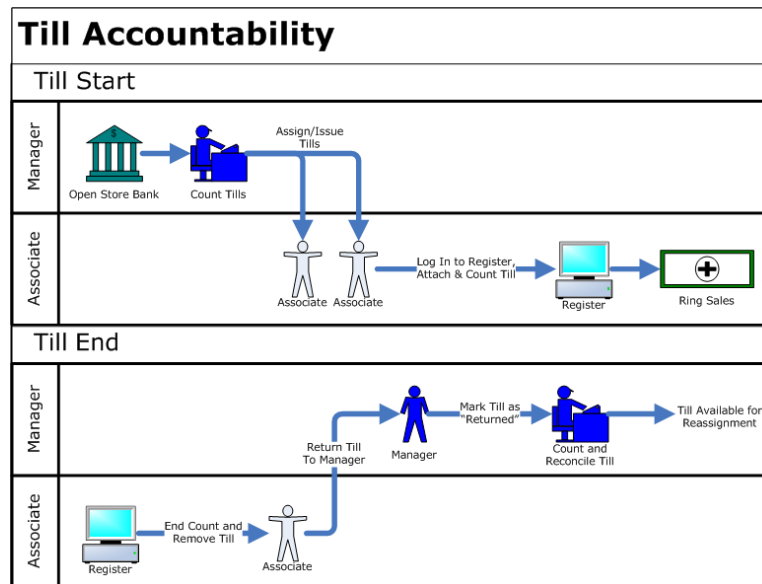 Till Accountability
Till Start
Manager
$
Open Store Bank
Count Tills
Assign/Issue
Tills
Associate
Associate
Associate
Log In to Register,
Attach & Count Till
Register
Ring Sales
Till End
Manager
Return Till
To Manager
Manager
Mark Till as
"Returned"
Count and
Reconcile Till
Till Available for
Reassignment
Associate
Register
End Count and
Remove Till
Associate